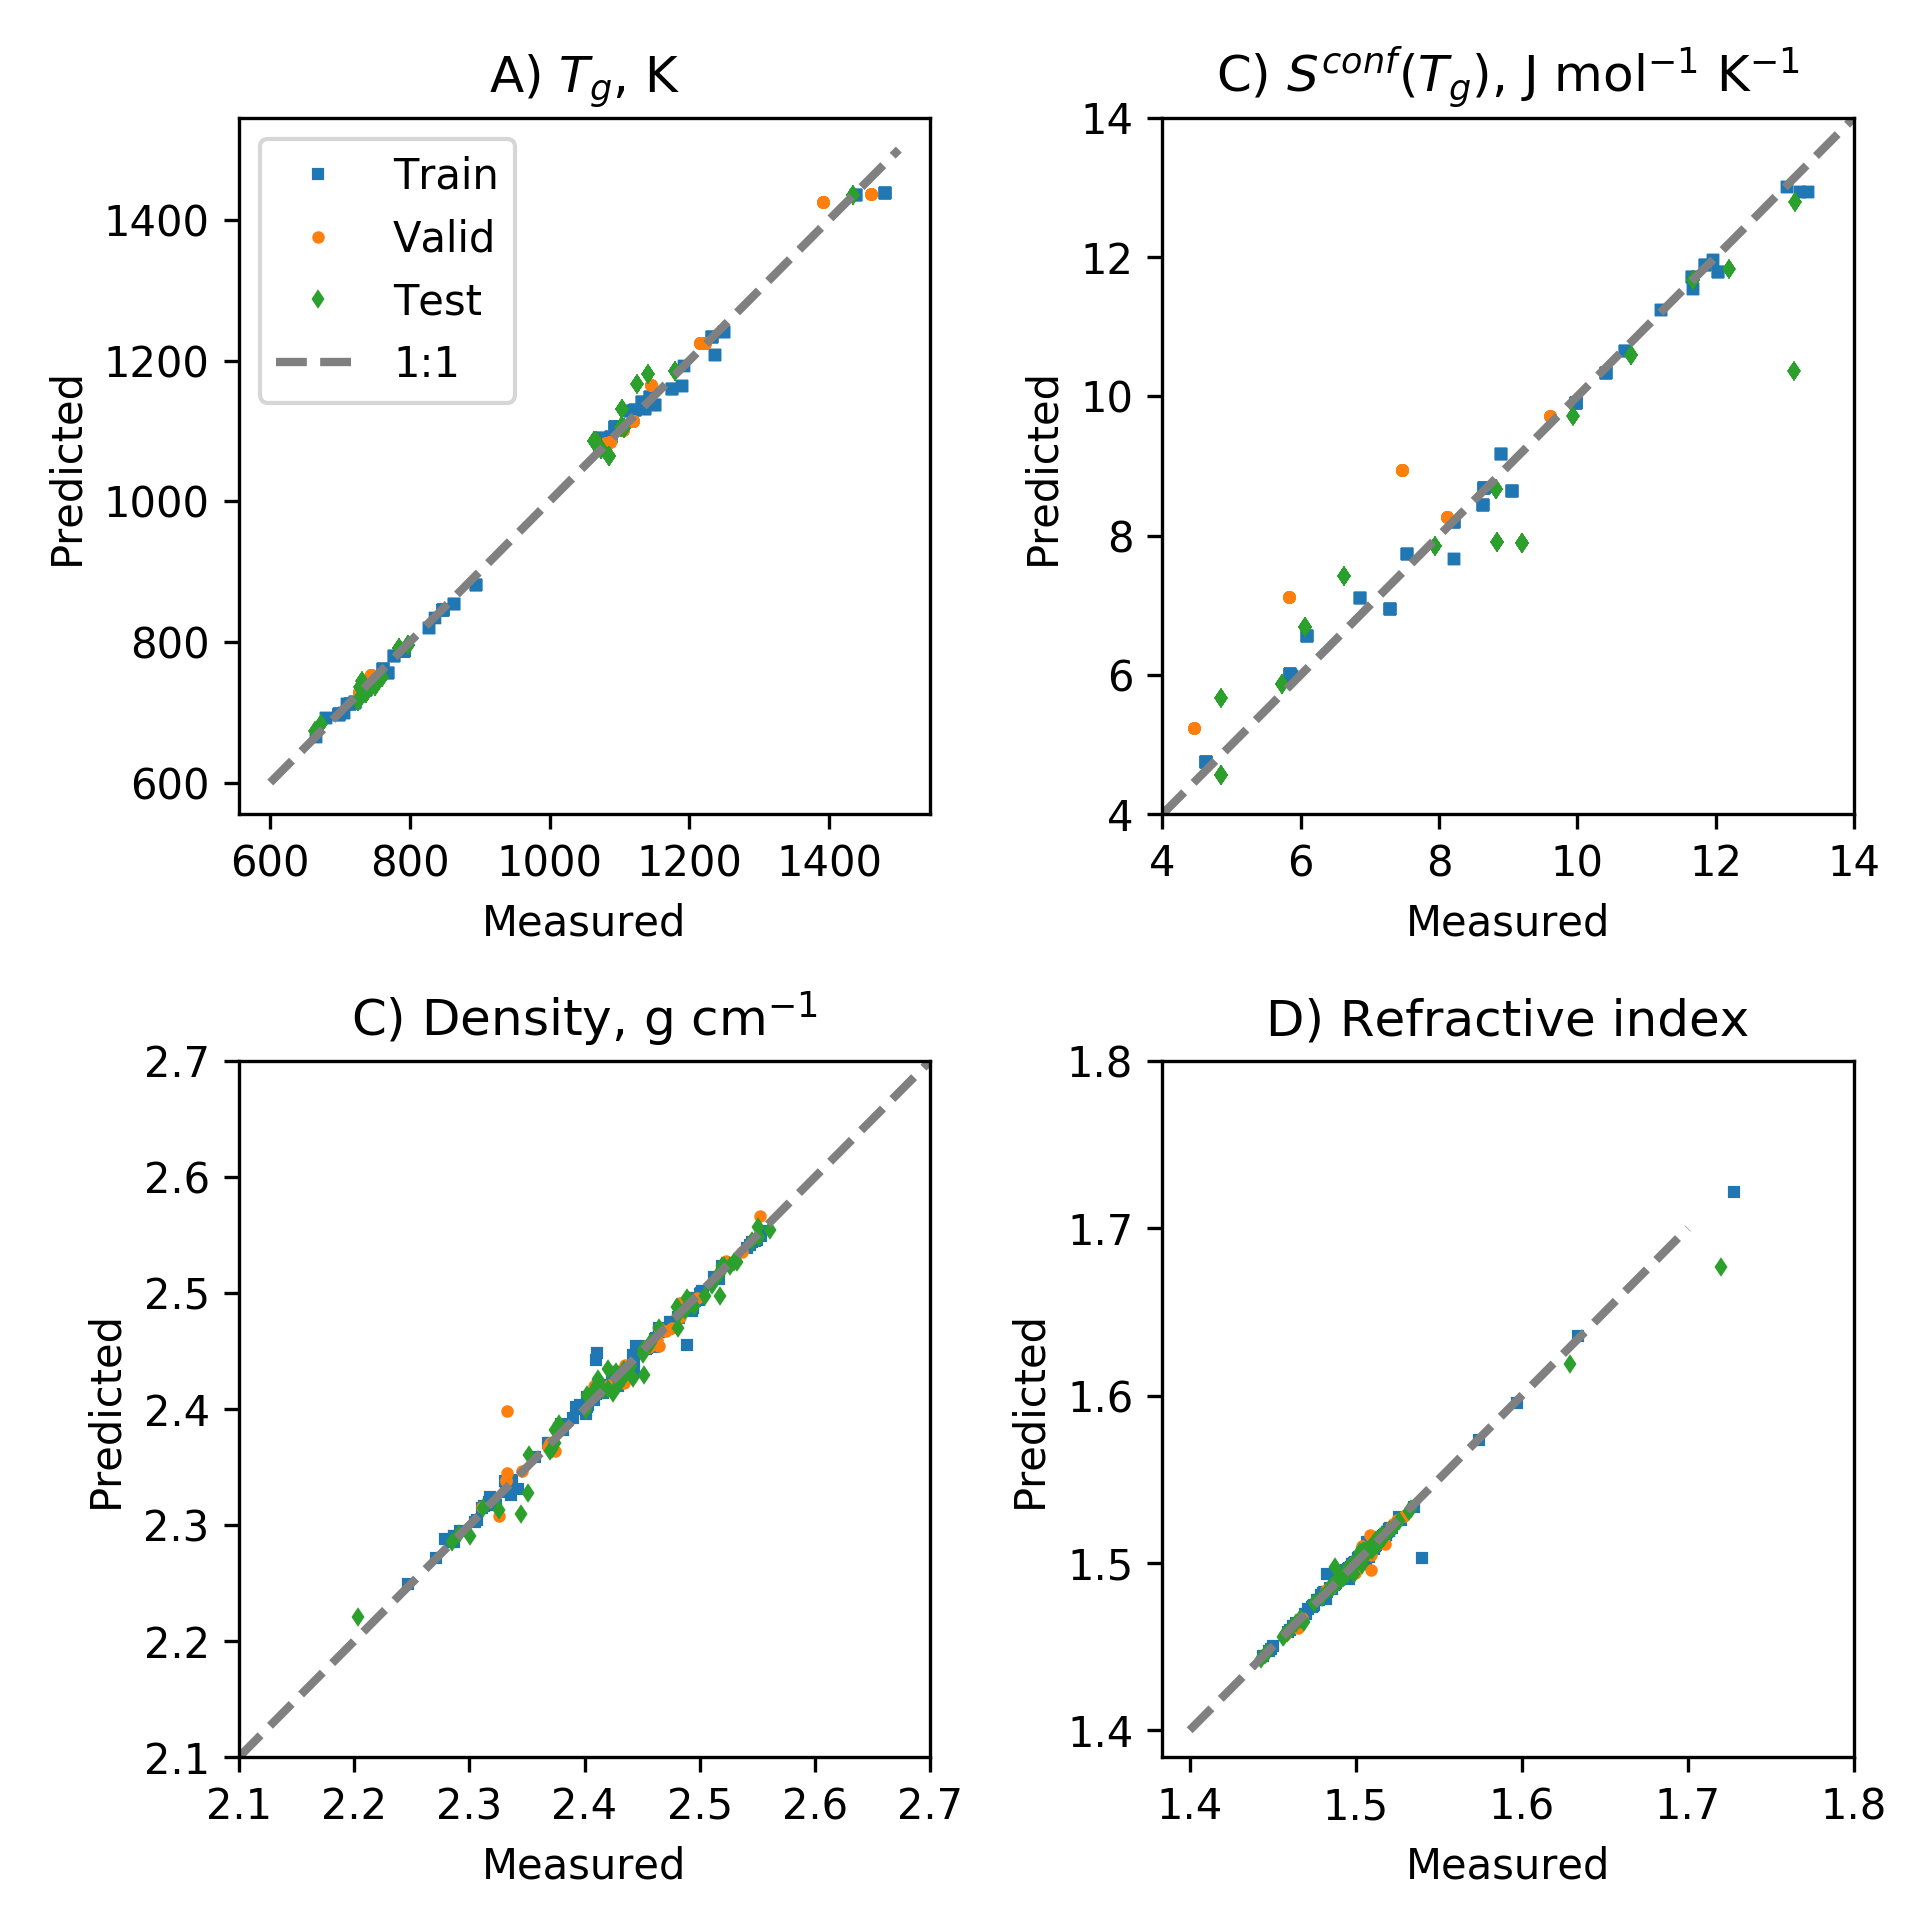 A) T_g, K
Train
Valid
Test
1:1
1400
1200
1000
800
600
Predicted
600 800 1000 1200 1400
Measured
C) S^conf(T_g), J mol⁻¹ K⁻¹
14
12
10
8
6
4
Predicted
4 6 8 10 12 14
Measured
C) Density, g cm⁻¹
2.7
2.6
2.5
2.4
2.3
2.2
2.1
Predicted
2.1 2.2 2.3 2.4 2.5 2.6 2.7
Measured
D) Refractive index
1.8
1.7
1.6
1.5
1.4
Predicted
1.4 1.5 1.6 1.7 1.8
Measured